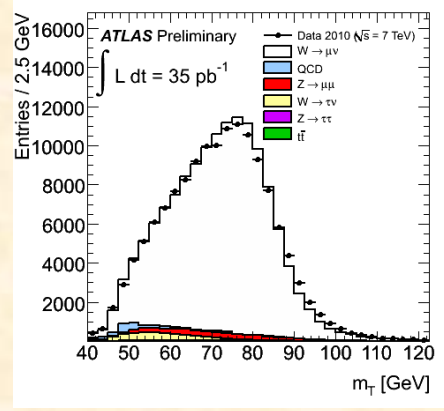 ATLAS Preliminary
∫ L dt = 35 pb⁻¹
Data 2010 (√s = 7 TeV)
W → μν
QCD
Z → μμ
W → τν
Z → ττ
tt̄
Entries / 2.5 GeV
16000
14000
12000
10000
8000
6000
4000
2000
40 50 60 70 80 90 100 110 120
m_T [GeV]